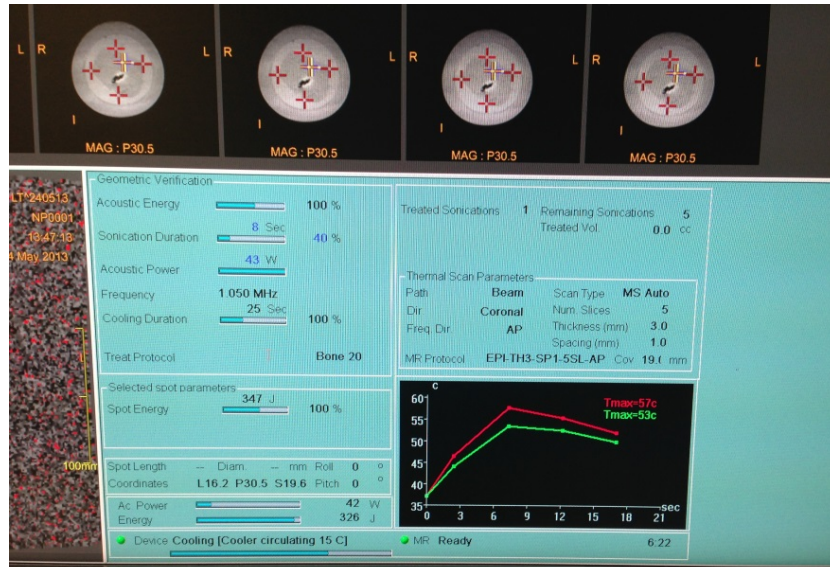 L R L R L R L R L
I I I I
MAG : P30.5 MAG : P30.5 MAG : P30.5 MAG : P30.5
LT^240513
NP0001
13:47:13
4 May 2013
100mm
Geometric Verification
Acoustic Energy 100 %
Sonication Duration 8 Sec 40 %
Acoustic Power 43 W
Frequency 1.050 MHz
Cooling Duration 25 Sec 100 %
Treat Protocol Bone 20
Selected spot parameters
Spot Energy 347 J 100 %
Spot Length -- Diam. -- mm Roll 0 °
Coordinates L16.2 P30.5 S19.6 Pitch 0 °
Ac. Power 42 W
Energy 326 J
Device Cooling [Cooler circulating 15 C]
Treated Sonications 1 Remaining Sonications 5
Treated Vol. 0.0 cc
Thermal Scan Parameters
Path Beam Scan Type MS Auto
Dir Coronal Num. Slices 5
Freq. Dir AP Thickness (mm) 3.0
Spacing (mm) 1.0
MR Protocol EPI-TH3-SP1-5SL-AP Cov 19.( mm
C
60
55
50
45
40
35
Tmax=57c
Tmax=53c
0 3 6 9 12 15 18 21 sec
MR Ready 6:22